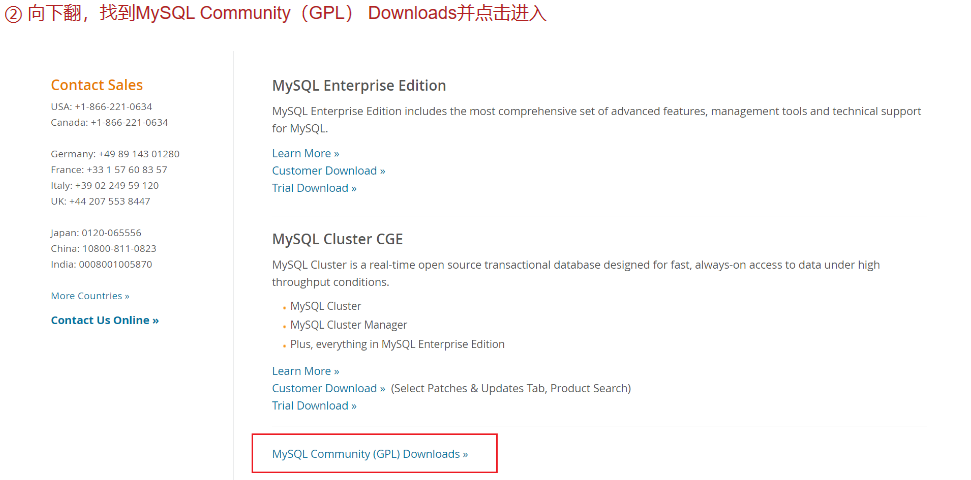 ② 向下翻，找到MySQL Community（GPL） Downloads并点击进入
Contact Sales
USA: +1-866-221-0634
Canada: +1-866-221-0634
Germany: +49 89 143 01280
France: +33 1 57 60 83 57
Italy: +39 02 249 59 120
UK: +44 207 553 8447
Japan: 0120-065556
China: 10800-811-0823
India: 0008001005870
More Countries »
Contact Us Online »
MySQL Enterprise Edition
MySQL Enterprise Edition includes the most comprehensive set of advanced features, management tools and technical support
for MySQL.
Learn More »
Customer Download »
Trial Download »
MySQL Cluster CGE
MySQL Cluster is a real-time open source transactional database designed for fast, always-on access to data under high
throughput conditions.
• MySQL Cluster
• MySQL Cluster Manager
• Plus, everything in MySQL Enterprise Edition
Learn More »
Customer Download » (Select Patches & Updates Tab, Product Search)
Trial Download »
MySQL Community (GPL) Downloads »